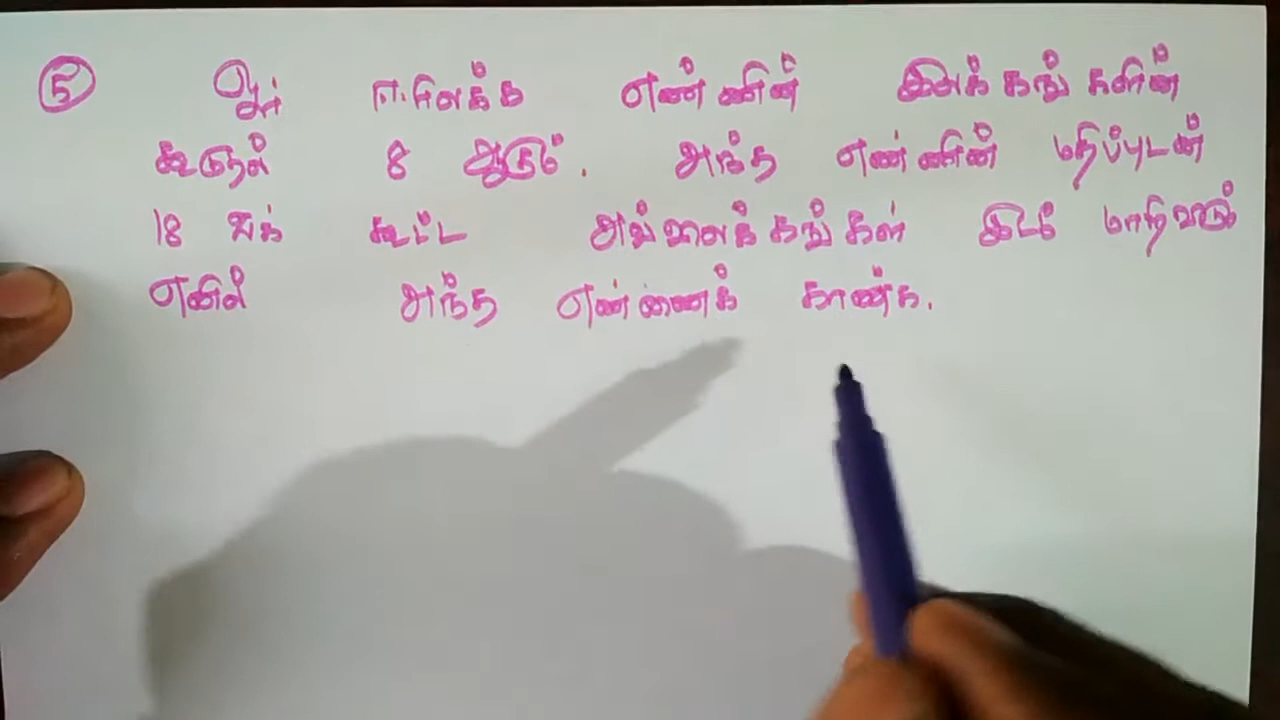 5 ஓர் ஈரிலக்க எண்ணின் இலக்கங்களின்
கூடுதல் 8 ஆகும். அந்த எண்ணின் மதிப்புடன்
18 ஐக் கூட்ட அவ்விலக்கங்கள் இடம் மாறிவரும்
எனில் அந்த எண்ணைக் காண்க.